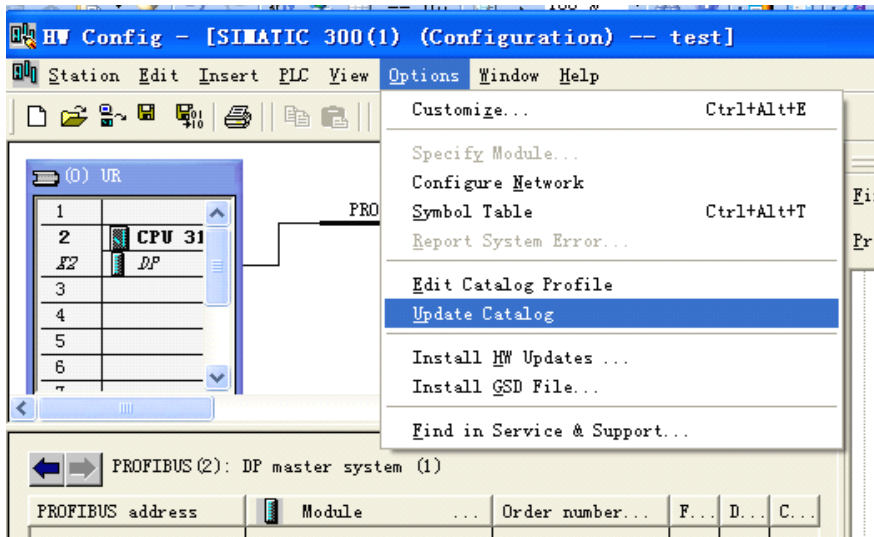 HW Config - [SIMATIC 300(1) (Configuration) -- test]
Station Edit Insert PLC View Options Window Help
Customize... Ctrl+Alt+E
Specify Module...
Configure Network
Symbol Table Ctrl+Alt+T
Report System Error...
Edit Catalog Profile
Update Catalog
Install HW Updates ...
Install GSD File...
Find in Service & Support...
(0) UR
1
2 CPU 31
X2 DP
3
4
5
6
7
PRO
Fi
Pr
PROFIBUS(2): DP master system (1)
PROFIBUS address Module ... Order number... F... D... C...